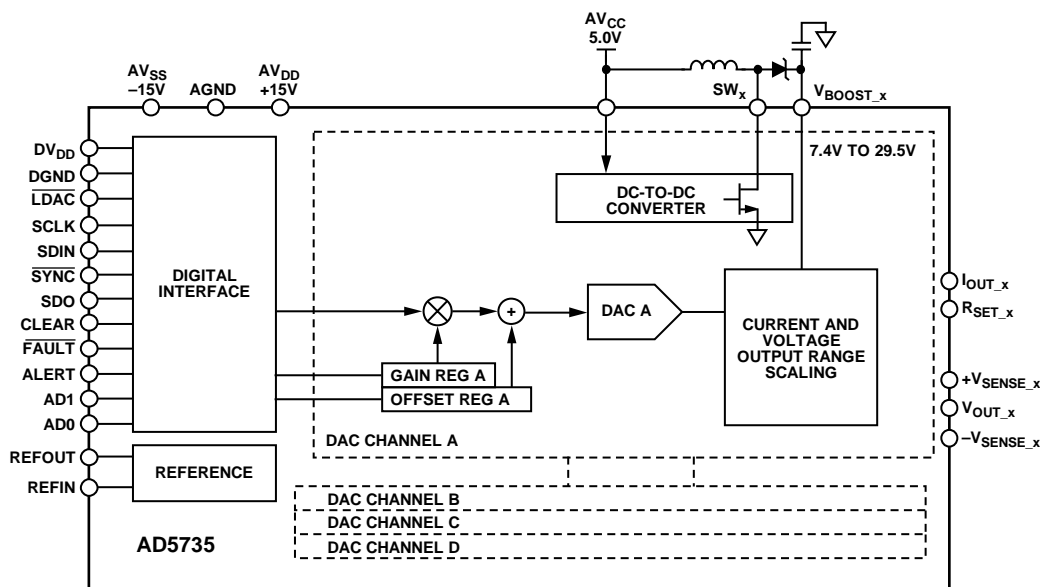 AVCC
5.0V
AVSS
–15V
AGND
AVDD
+15V
SWx
VBOOST_x
DVDD
DGND
LDAC
SCLK
SDIN
SYNC
SDO
CLEAR
FAULT
ALERT
AD1
AD0
REFOUT
REFIN
DIGITAL
INTERFACE
REFERENCE
AD5735
7.4V TO 29.5V
DC-TO-DC
CONVERTER
+
DAC A
CURRENT AND
VOLTAGE
OUTPUT RANGE
SCALING
GAIN REG A
OFFSET REG A
DAC CHANNEL A
DAC CHANNEL B
DAC CHANNEL C
DAC CHANNEL D
IOUT_x
RSET_x
+VSENSE_x
VOUT_x
–VSENSE_x